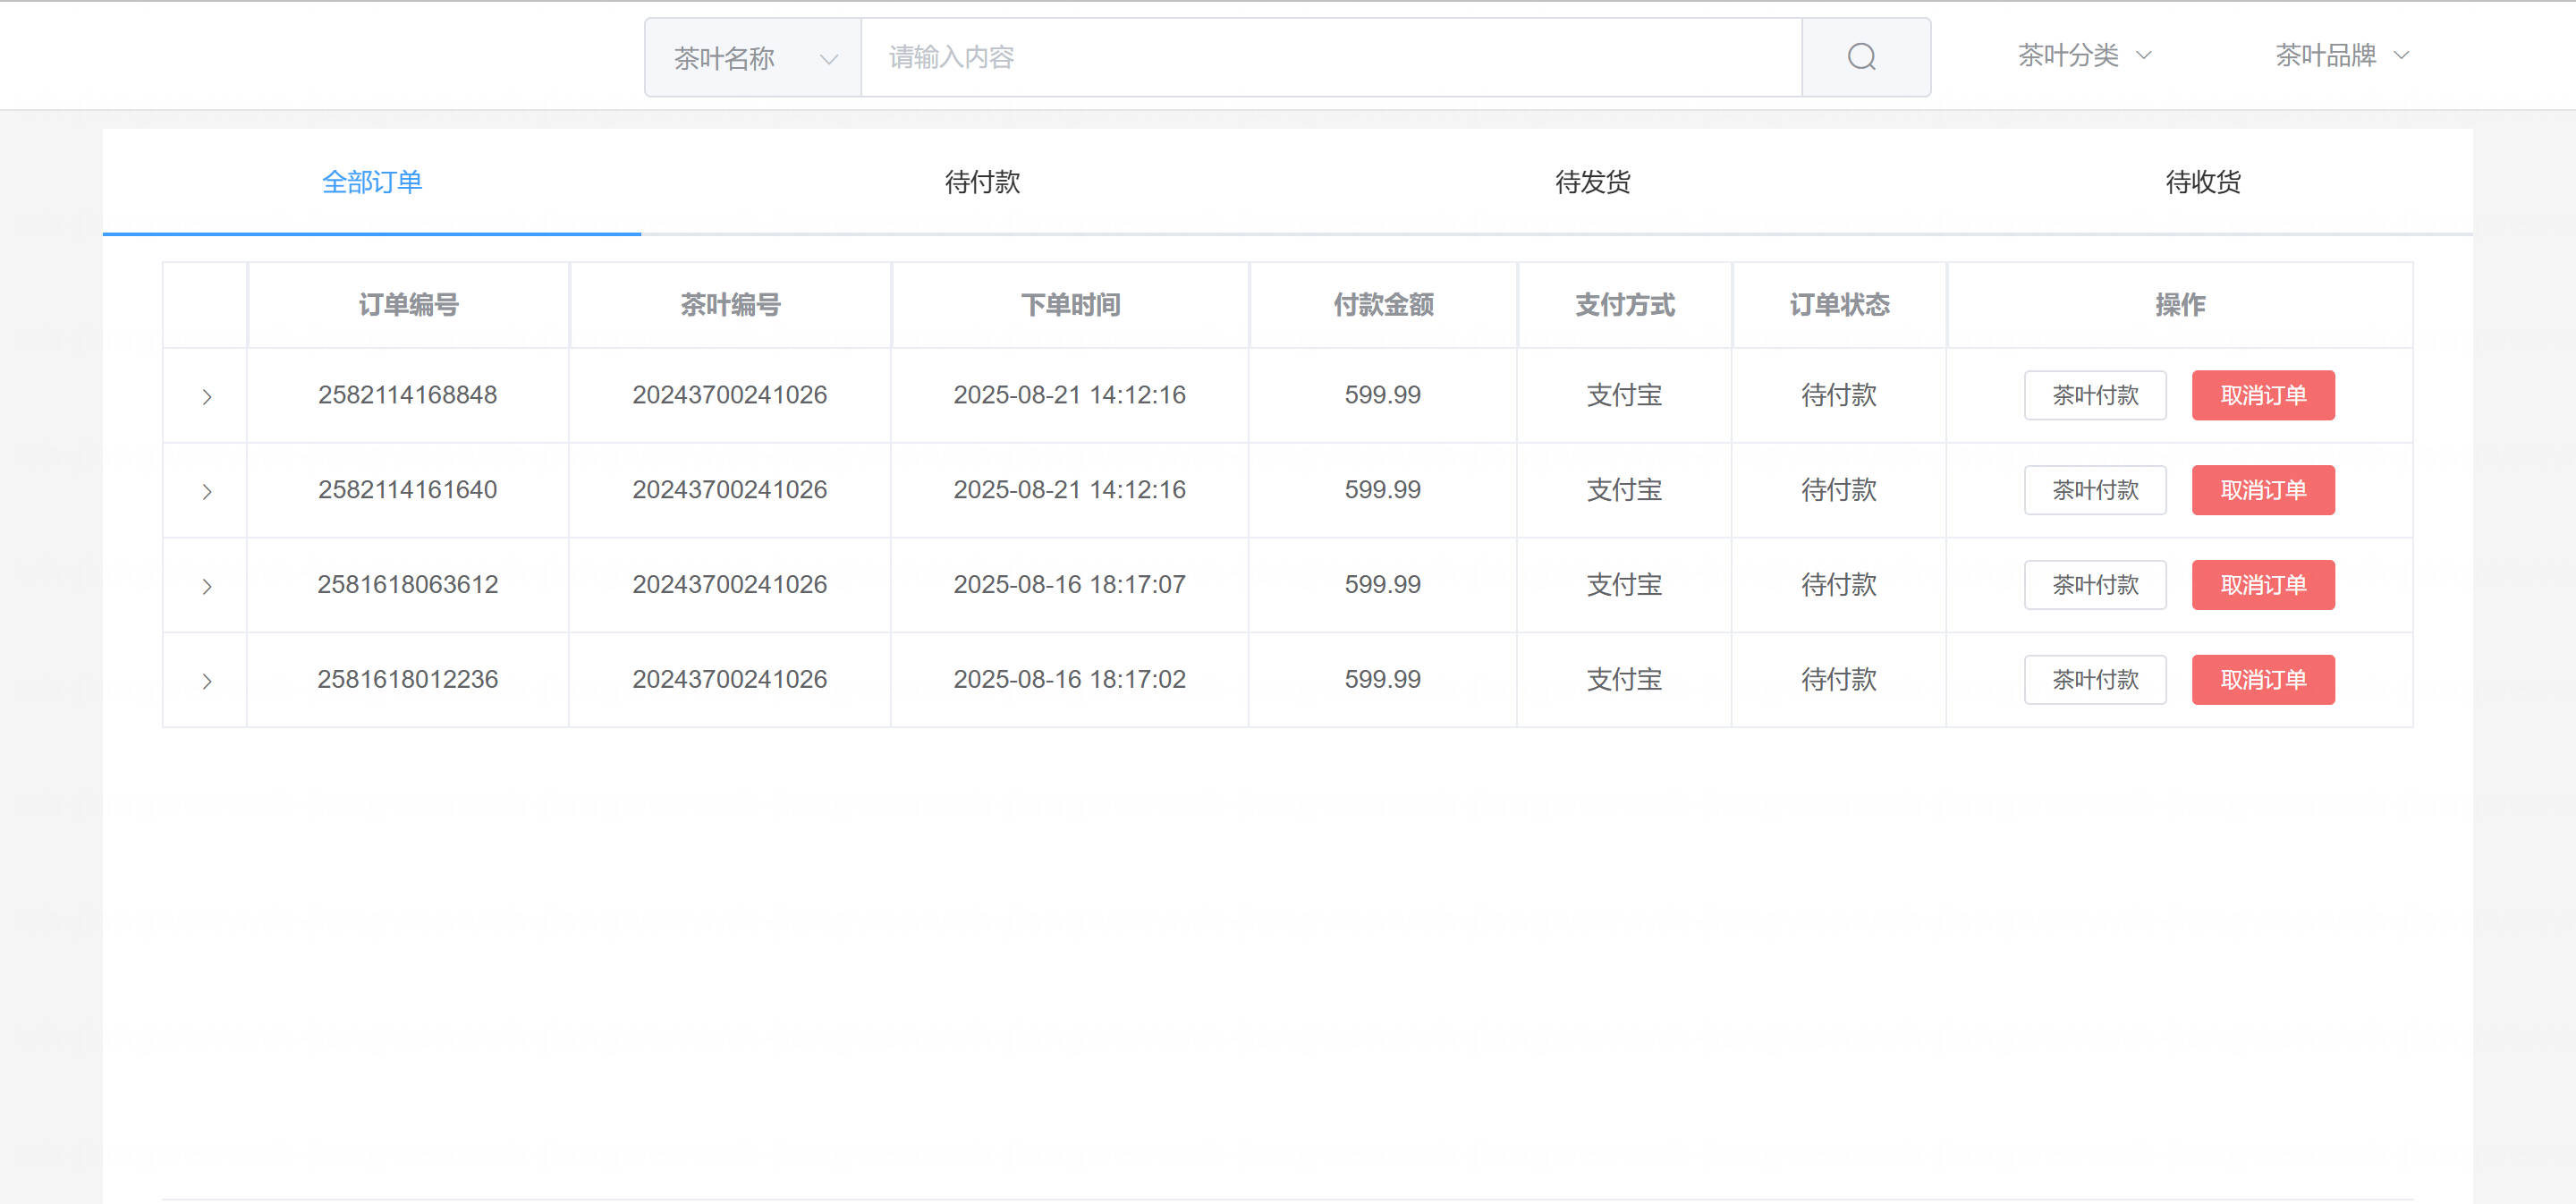 茶叶名称 请输入内容 茶叶分类 茶叶品牌
全部订单 待付款 待发货 待收货
订单编号 茶叶编号 下单时间 付款金额 支付方式 订单状态 操作
2582114168848 20243700241026 2025-08-21 14:12:16 599.99 支付宝 待付款 茶叶付款 取消订单
2582114161640 20243700241026 2025-08-21 14:12:16 599.99 支付宝 待付款 茶叶付款 取消订单
2581618063612 20243700241026 2025-08-16 18:17:07 599.99 支付宝 待付款 茶叶付款 取消订单
2581618012236 20243700241026 2025-08-16 18:17:02 599.99 支付宝 待付款 茶叶付款 取消订单